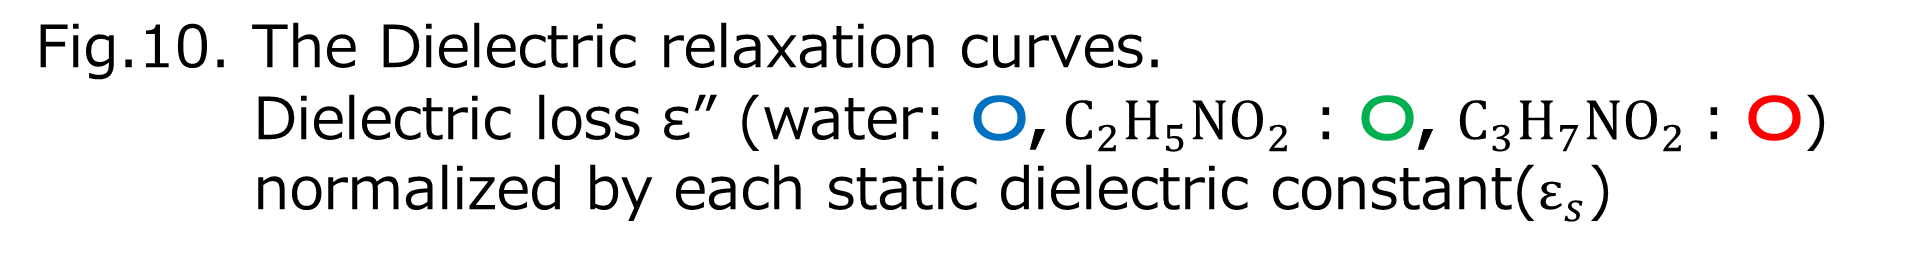 Fig.10. The Dielectric relaxation curves.
Dielectric loss ε″ (water: O, C₂H₅NO₂ : O, C₃H₇NO₂ : O)
normalized by each static dielectric constant(εₛ)